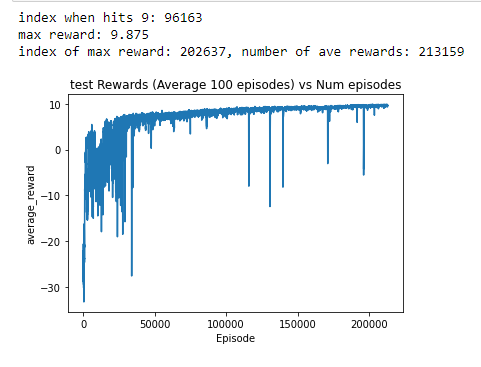 index when hits 9: 96163
max reward: 9.875
index of max reward: 202637, number of ave rewards: 213159
test Rewards (Average 100 episodes) vs Num episodes
10
0
−10
−20
−30
average_reward
0 50000 100000 150000 200000
Episode